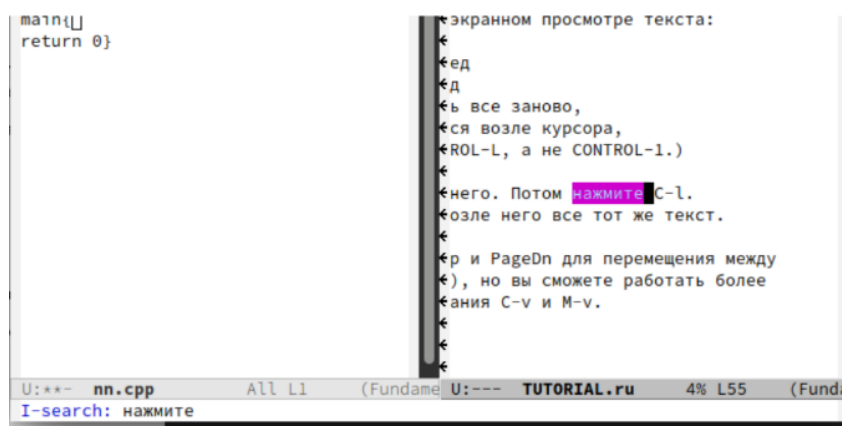 main{
return 0}
экранном просмотре текста:
ед
д
ь все заново,
ся возле курсора,
ROL-L, а не CONTROL-1.)
него. Потом нажмите C-l.
озле него все тот же текст.
р и PageDn для перемещения между
), но вы сможете работать более
ания C-v и M-v.
U:**- nn.cpp All L1 (Fundame
U:--- TUTORIAL.ru 4% L55 (Funda
I-search: нажмите